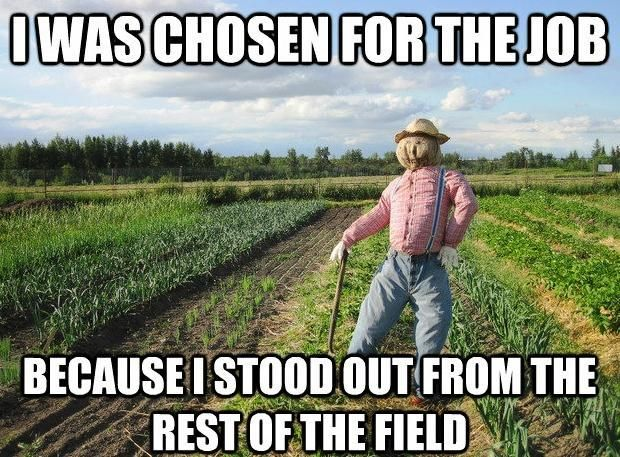 I WAS CHOSEN FOR THE JOB
BECAUSE I STOOD OUT FROM THE
REST OF THE FIELD